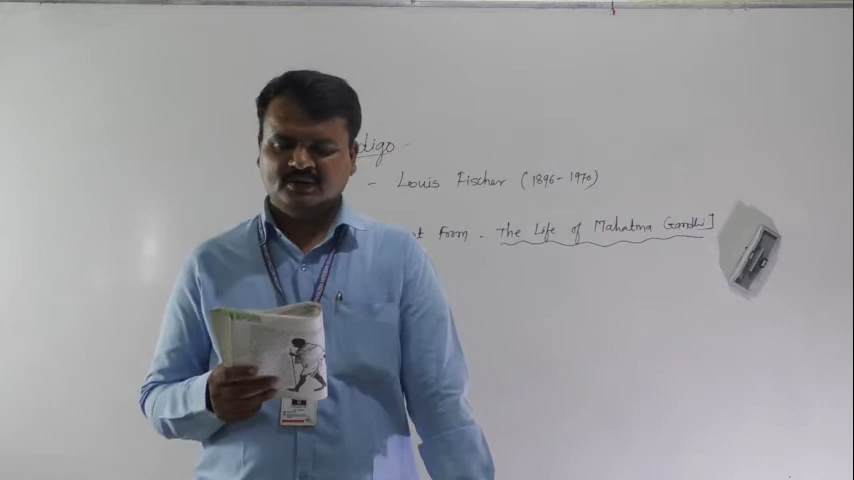 digo
- Louis Fischer (1896-1970)
t form - The Life of Mahatma Gandhi]